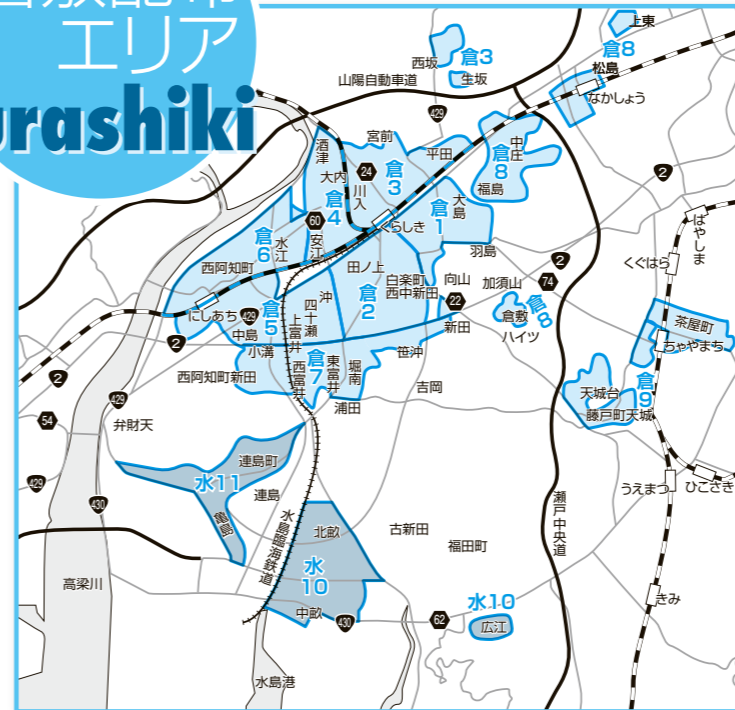 倉敷配布
エリア
urashiki
上東
倉8
松島
なかしょう
西坂
倉3
生坂
山陽自動車道
429
宮前
酒津
平田
中庄
倉8
福島
24
大内
川入
倉3
倉4
倉1
大島
2
はやしま
60
くらしき
安江
倉6
水江
羽島
くぐはら
西阿知町
田ノ上
白楽町
西中新田
向山
加須山
2
74
沖
倉2
22
倉敷
ハイツ
倉8
茶屋町
にしあち
429
倉5
四十瀬
上富井
新田
ちゃやまち
中島
2
小溝
笹沖
倉7
西富井
東富井
堀南
倉9
2
西阿知町新田
吉岡
天城台
429
浦田
藤戸町天城
54
弁財天
連島町
水11
うえまつ
ひこさき
429
連島
430
亀島
水島臨海鉄道
北畝
古新田
瀬戸中央道
福田町
高梁川
水
10
きみ
水10
中畝
430
62
広江
水島港